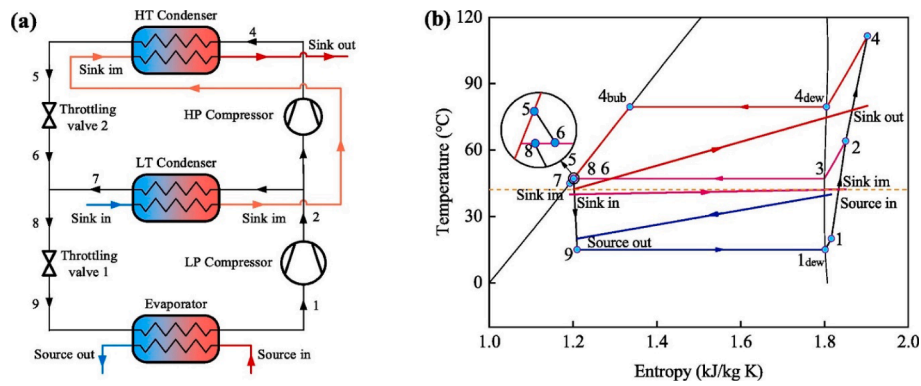 (a)
HT Condenser
4
Sink out
5
Sink im
Throttling
valve 2
HP Compressor
6
LT Condenser
7
Sink in
Sink im
2
8
Throttling
valve 1
LP Compressor
9
Evaporator
1
Source out
Source in
(b)
120
90
60
30
0
Temperature (°C)
4
4bub
4dew
5
6
8
Sink out
2
5
7
8 6
3
Sink im
Sink in
Sink im
Source in
Source out
9
1
1dew
1.0
1.2
1.4
1.6
1.8
2.0
Entropy (kJ/kg K)